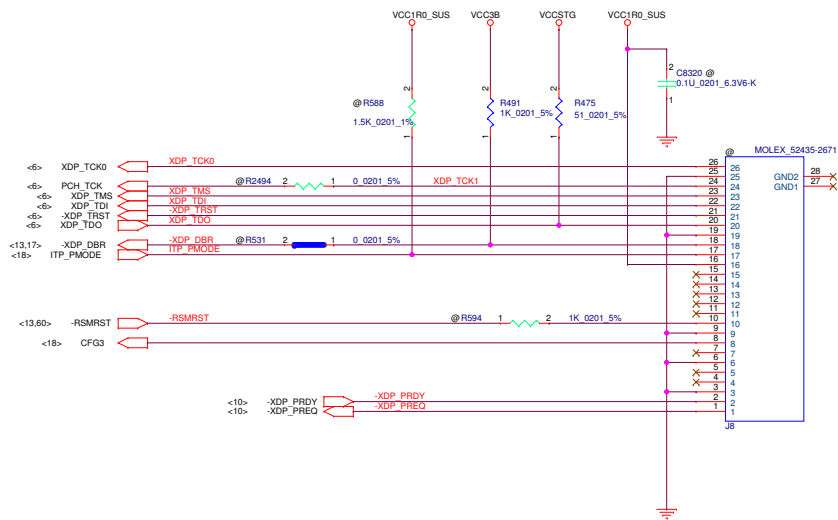 VCC1R0_SUS VCC3B VCCSTG VCC1R0_SUS
2 C8320 @
0.1U_0201_6.3V6-K
1
2 2 2
@ R588 R491 R475
1K_0201_5% 51_0201_5%
1.5K_0201_1%
1 1 1
@ MOLEX_52435-2671
<6> XDP_TCK0 XDP_TCK0 26 26
25 25 GND2 28
<6> PCH_TCK @ R2494 2 1 0_0201_5% XDP_TCK1 24 24 GND1 27
<6> XDP_TMS XDP_TMS 23 23
<6> XDP_TDI XDP_TDI 22 22
<6> -XDP_TRST -XDP_TRST 21 21
<6> XDP_TDO XDP_TDO 20 20
19 19
<13,17> -XDP_DBR -XDP_DBR @ R531 2 1 0_0201_5% 18 18
<18> ITP_PMODE ITP_PMODE 17 17
16 16
15 15
14 14
13 13
12 12
11 11
<13,60> -RSMRST -RSMRST @ R594 1 2 1K_0201_5% 10 10
9 9
<18> CFG3 8 8
7 7
6 6
5 5
4 4
3 3
<10> -XDP_PRDY -XDP_PRDY 2 2
<10> -XDP_PREQ -XDP_PREQ 1 1
J8